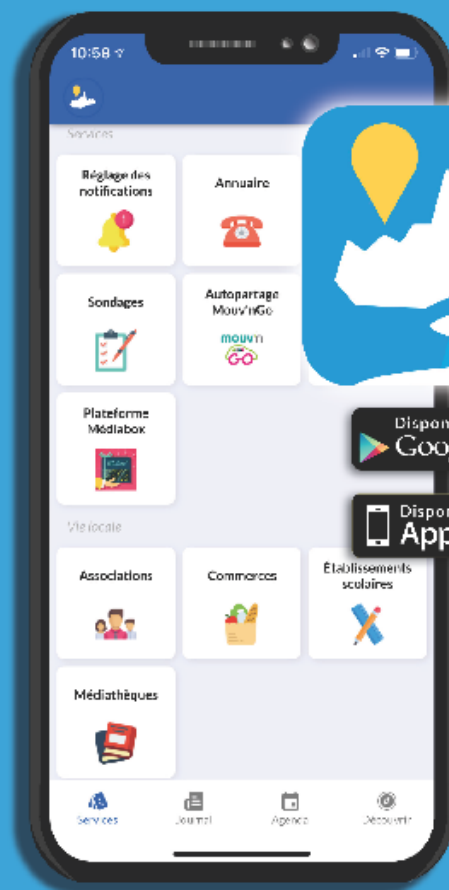 10:58
Services
Réglage des
notifications
Annuaire
Sondages
Autopartage
Mouv'nGo
mouv'n
GO
Plateforme
Médiabox
Dispon
Goo
Dispon
App
Vie locale
Associations
Commerces
Établissements
scolaires
Médiathèques
Services
Journal
Agenda
Découvrir